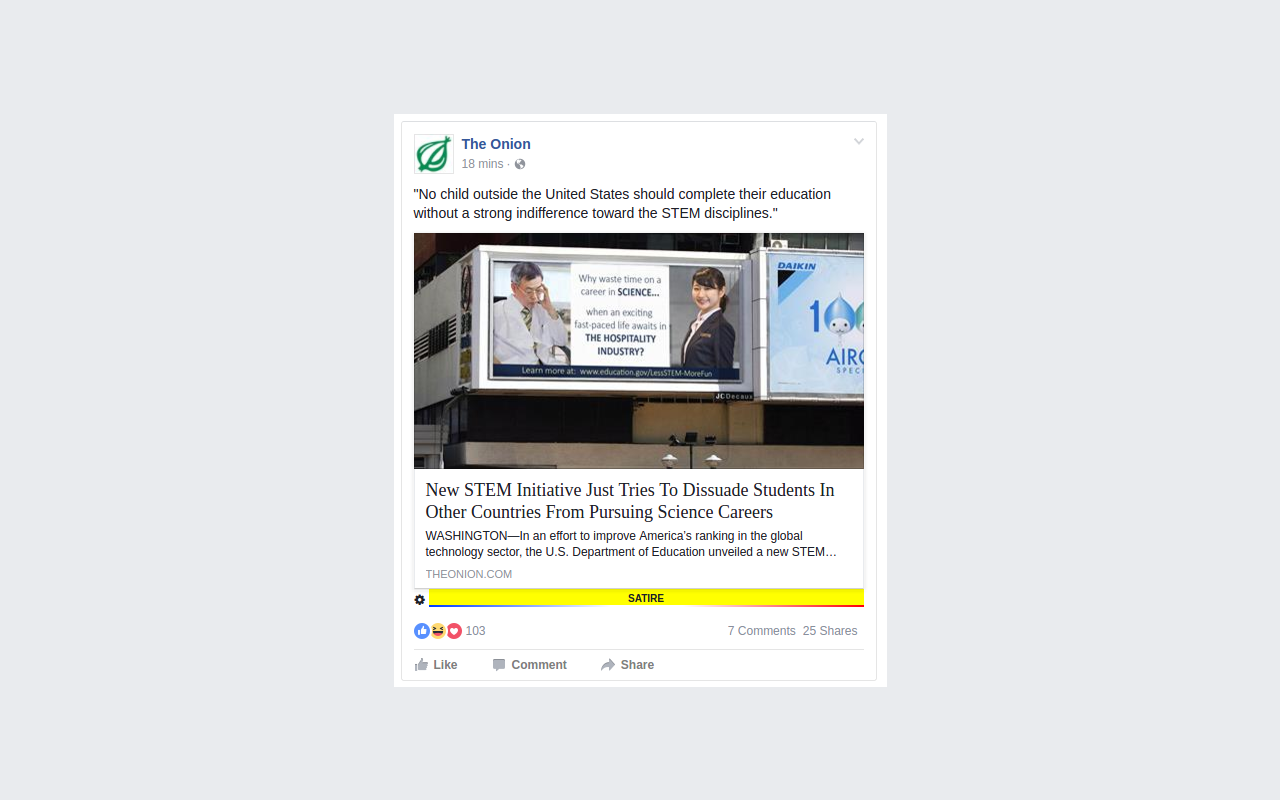 The Onion
18 mins ·
"No child outside the United States should complete their education
without a strong indifference toward the STEM disciplines."
Why waste time on a
career in SCIENCE...
when an exciting
fast-paced life awaits in
THE HOSPITALITY
INDUSTRY?
Learn more at: www.education.gov/LessSTEM-MoreFun
DAIKIN
JCDecaux
New STEM Initiative Just Tries To Dissuade Students In
Other Countries From Pursuing Science Careers
WASHINGTON—In an effort to improve America's ranking in the global
technology sector, the U.S. Department of Education unveiled a new STEM…
THEONION.COM
SATIRE
103
7 Comments 25 Shares
Like Comment Share